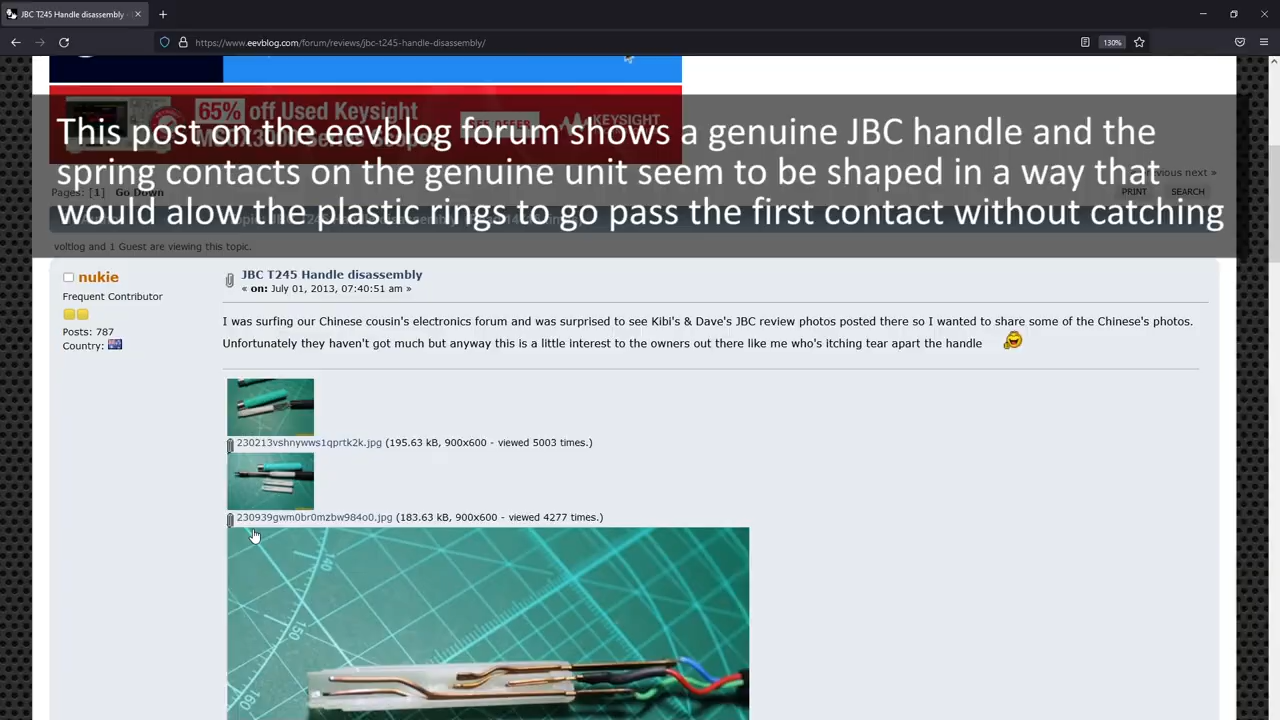 JBC T245 Handle disassembly
https://www.eevblog.com/forum/reviews/jbc-t245-handle-disassembly/
130%
65% off Used Keysight
KEYSIGHT
This post on the eevblog forum shows a genuine JBC handle and the
spring contacts on the genuine unit seem to be shaped in a way that
would alow the plastic rings to go pass the first contact without catching
Pages: [1] Go Down
next »
PRINT SEARCH
voltlog and 1 Guest are viewing this topic.
nukie
Frequent Contributor
Posts: 787
Country:
JBC T245 Handle disassembly
« on: July 01, 2013, 07:40:51 am »
I was surfing our Chinese cousin's electronics forum and was surprised to see Kibi's & Dave's JBC review photos posted there so I wanted to share some of the Chinese's photos.
Unfortunately they haven't got much but anyway this is a little interest to the owners out there like me who's itching tear apart the handle
230213vshnywws1qprtk2k.jpg (195.63 kB, 900x600 - viewed 5003 times.)
230939gwm0br0mzbw984o0.jpg (183.63 kB, 900x600 - viewed 4277 times.)
140
150
160